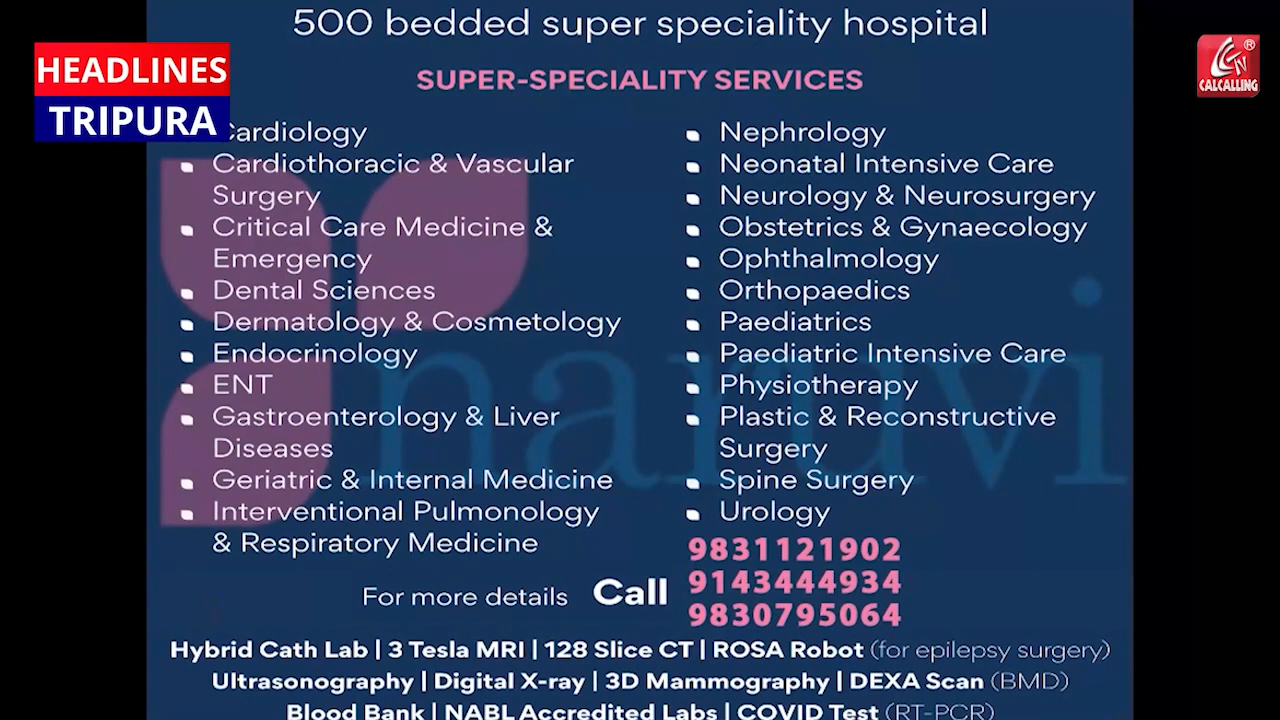 500 bedded super speciality hospital
HEADLINES
TRIPURA
TV
CALCALLING
®
SUPER-SPECIALITY SERVICES
Cardiology
Cardiothoracic & Vascular
Surgery
Critical Care Medicine &
Emergency
Dental Sciences
Dermatology & Cosmetology
Endocrinology
ENT
Gastroenterology & Liver
Diseases
Geriatric & Internal Medicine
Interventional Pulmonology
& Respiratory Medicine
Nephrology
Neonatal Intensive Care
Neurology & Neurosurgery
Obstetrics & Gynaecology
Ophthalmology
Orthopaedics
Paediatrics
Paediatric Intensive Care
Physiotherapy
Plastic & Reconstructive
Surgery
Spine Surgery
Urology
naruvi
For more details Call
9831121902
9143444934
9830795064
Hybrid Cath Lab | 3 Tesla MRI | 128 Slice CT | ROSA Robot (for epilepsy surgery)
Ultrasonography | Digital X-ray | 3D Mammography | DEXA Scan (BMD)
Blood Bank | NABL Accredited Labs | COVID Test (RT-PCR)